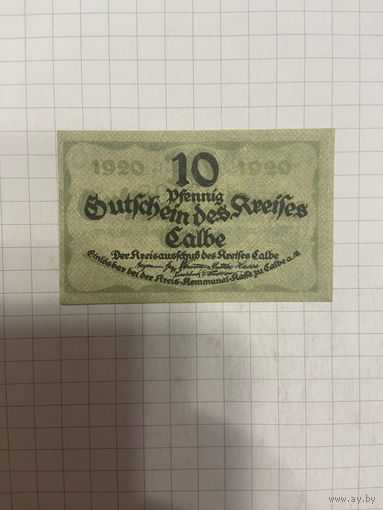 1920 1920
10
Pfennig
Gutschein des Kreises
Calbe
Der Kreisausschuß des Kreises Calbe
Einlösbar bei der Kreis-Kommunal-Kasse zu Calbe a./S.
www.ay.by